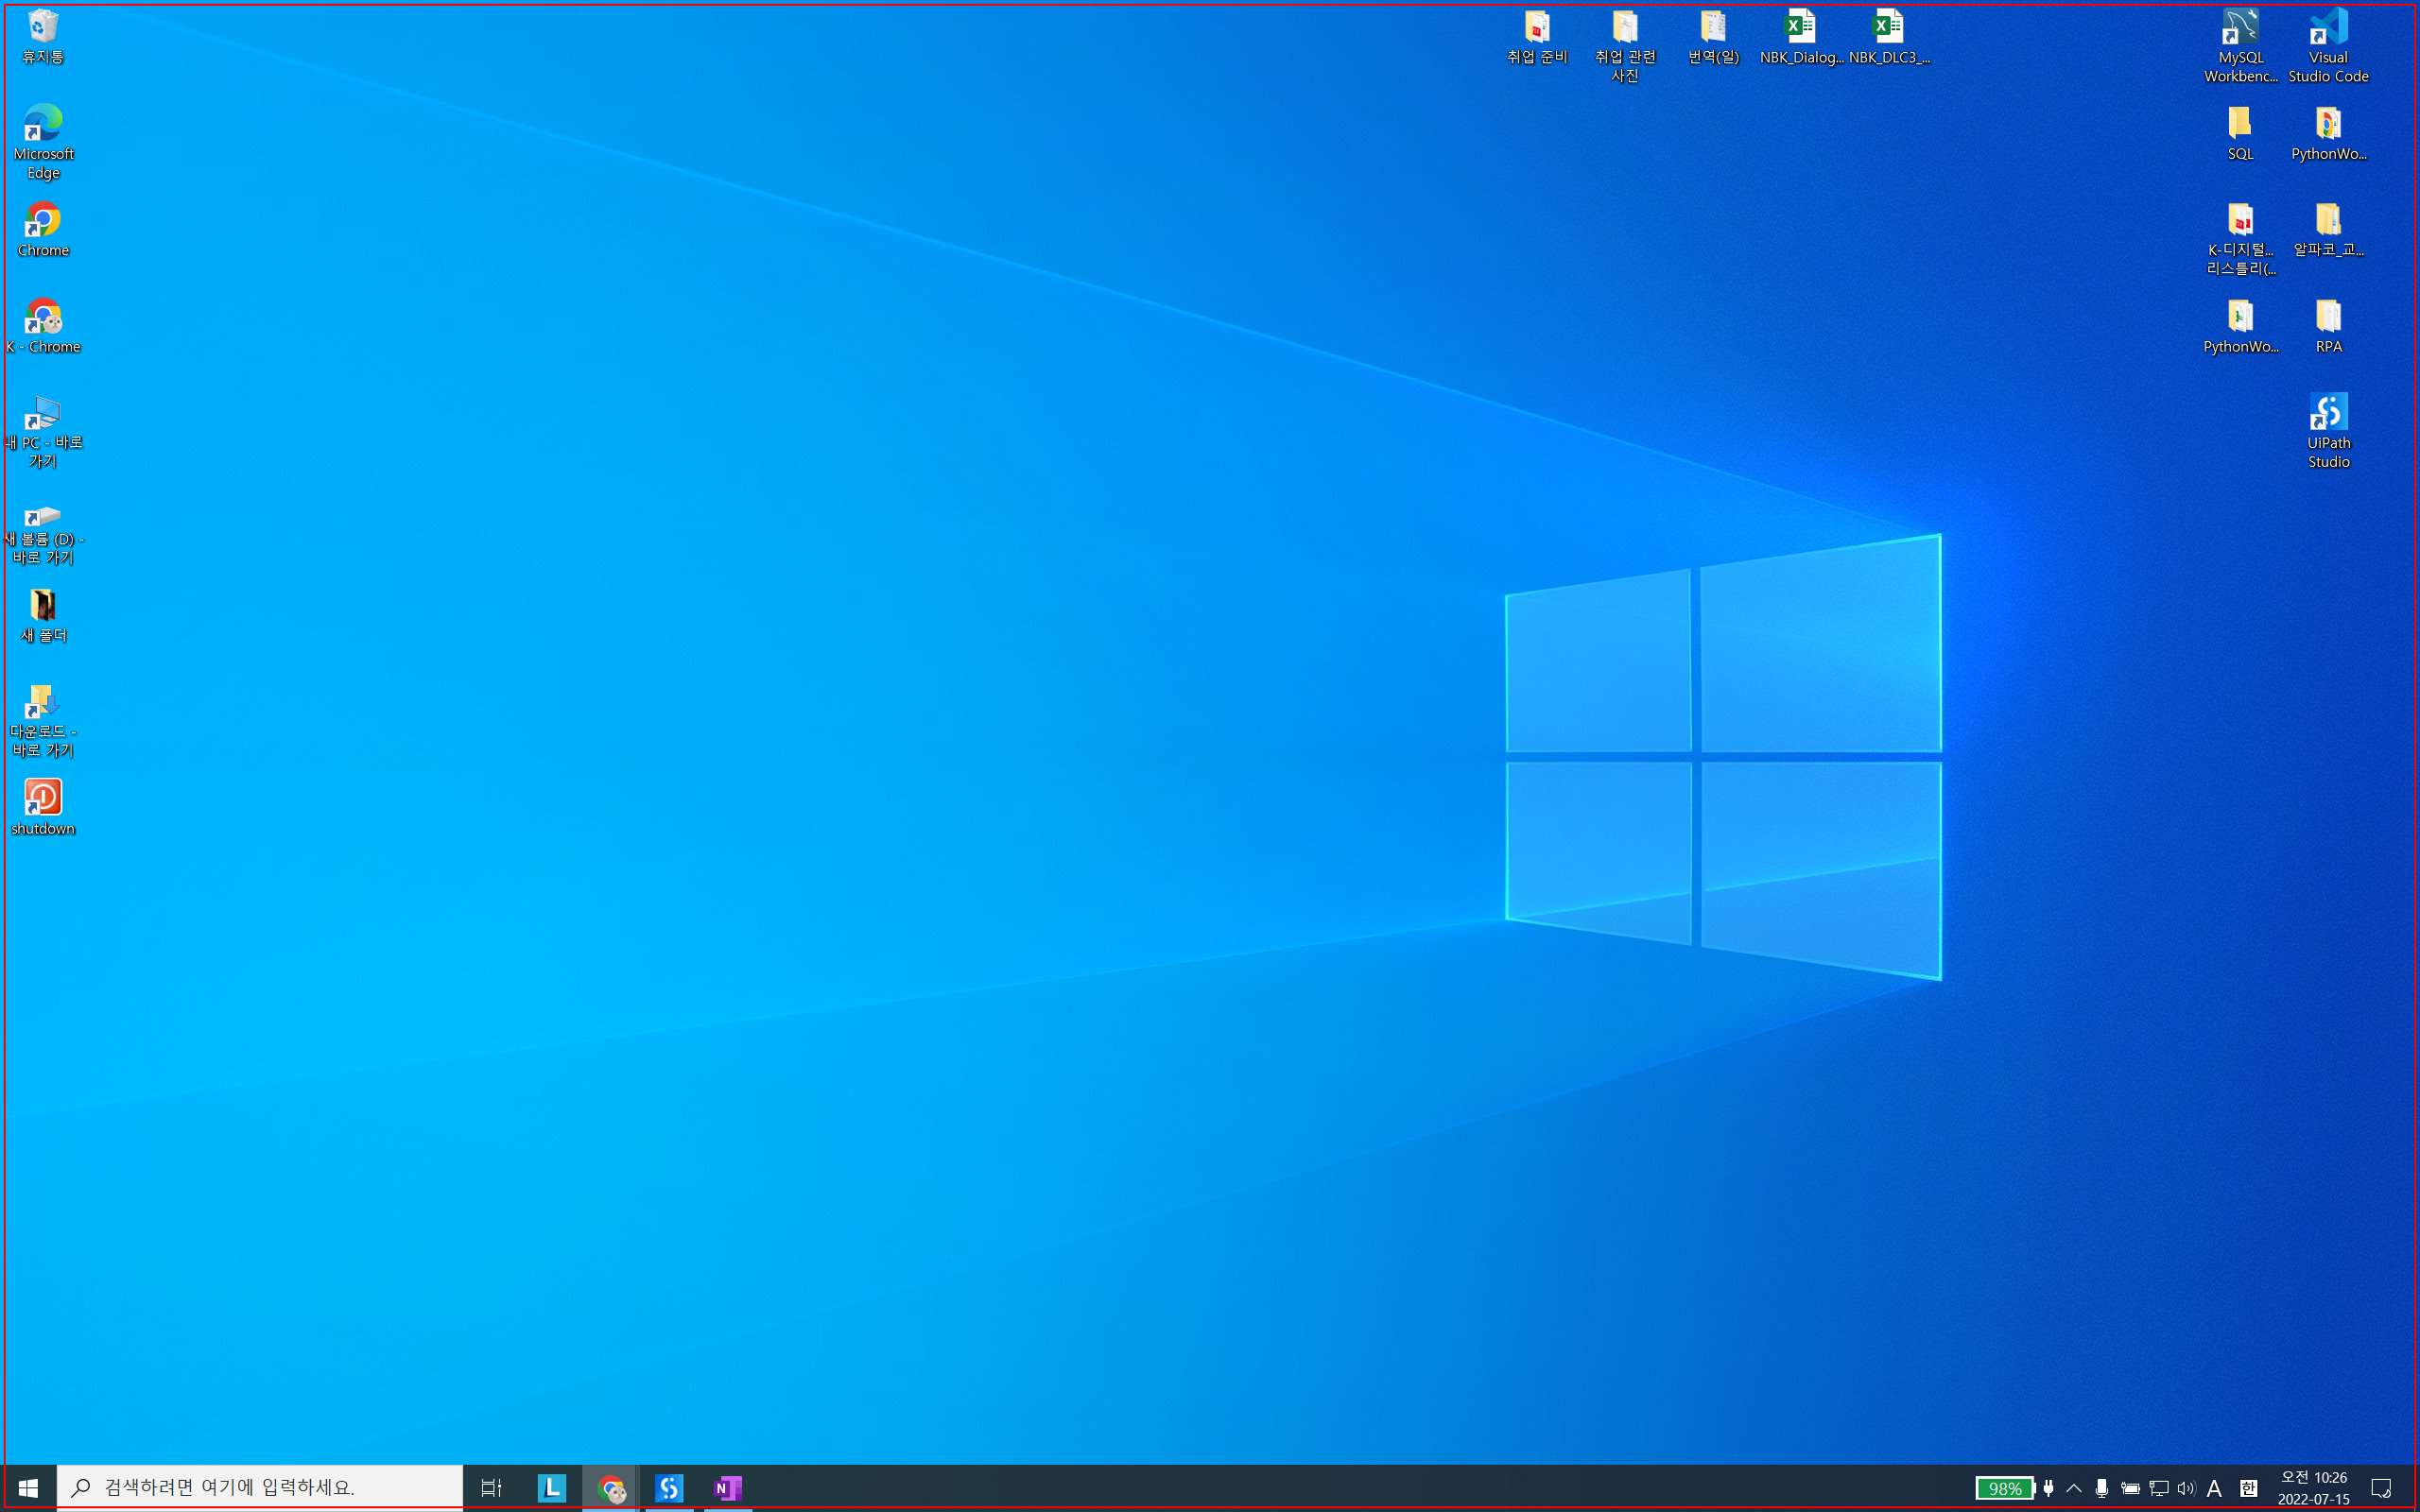 휴지통
Microsoft
Edge
Chrome
K - Chrome
내 PC - 바로
가기
새 볼륨 (D) -
바로 가기
새 폴더
다운로드 -
바로 가기
shutdown
취업 준비
취업 관련
사진
번역(일)
NBK_Dialog...
NBK_DLC3_...
MySQL
Workbenc...
Visual
Studio Code
SQL
PythonWo...
K-디지털...
리스틀리(...
알파코_교...
PythonWo...
RPA
UiPath
Studio
검색하려면 여기에 입력하세요.
98%
A
한
오전 10:26
2022-07-15